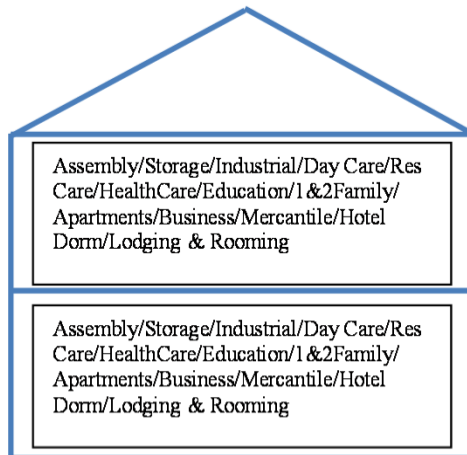 Assembly/Storage/Industrial/Day Care/Res
Care/HealthCare/Education/1&2Family/
Apartments/Business/Mercantile/Hotel
Dorm/Lodging & Rooming
Assembly/Storage/Industrial/Day Care/Res
Care/HealthCare/Education/1&2Family/
Apartments/Business/Mercantile/Hotel
Dorm/Lodging & Rooming